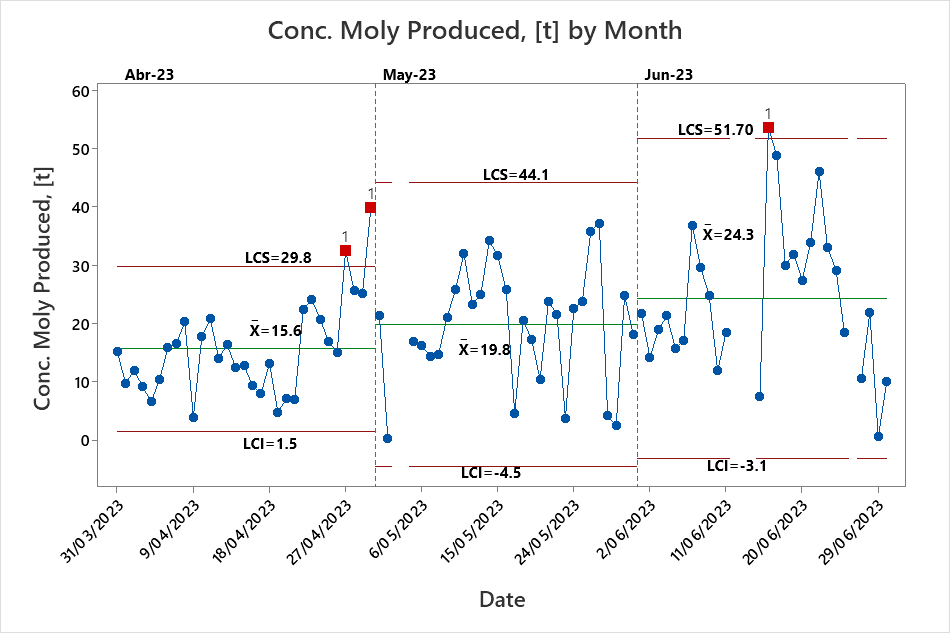 Conc. Moly Produced, [t] by Month
Abr-23 May-23 Jun-23
Conc. Moly Produced, [t]
60
50
40
30
20
10
0
1
1
1
LCS=29.8
LCS=44.1
LCS=51.70
X̄=15.6
X̄=19.8
X̄=24.3
LCI=1.5
LCI=-4.5
LCI=-3.1
31/03/2023 9/04/2023 18/04/2023 27/04/2023 6/05/2023 15/05/2023 24/05/2023 2/06/2023 11/06/2023 20/06/2023 29/06/2023
Date